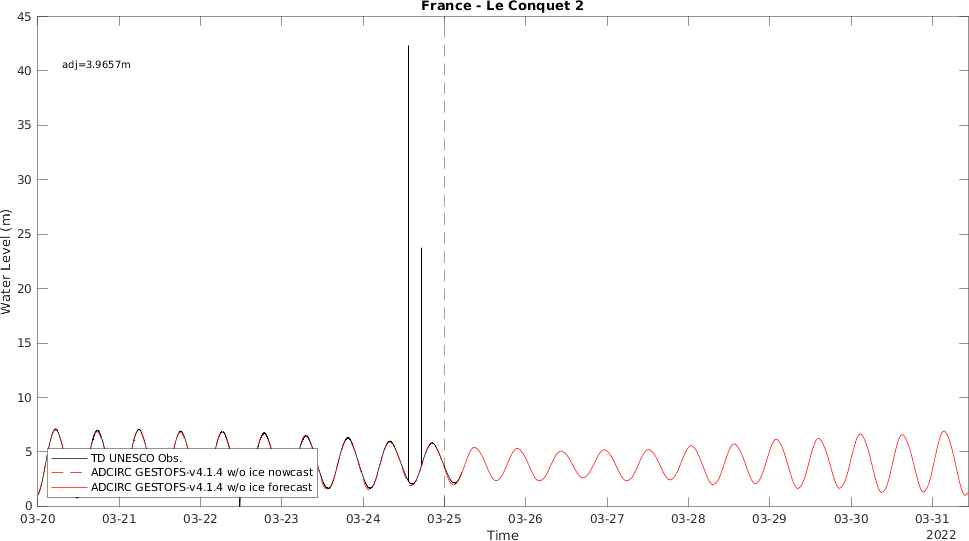 France - Le Conquet 2
45
adj=3.9657m
40
35
30
25
20
15
10
5
0
Water Level (m)
TD UNESCO Obs.
ADCIRC GESTOFS-v4.1.4 w/o ice nowcast
ADCIRC GESTOFS-v4.1.4 w/o ice forecast
03-20 03-21 03-22 03-23 03-24 03-25 03-26 03-27 03-28 03-29 03-30 03-31
2022
Time